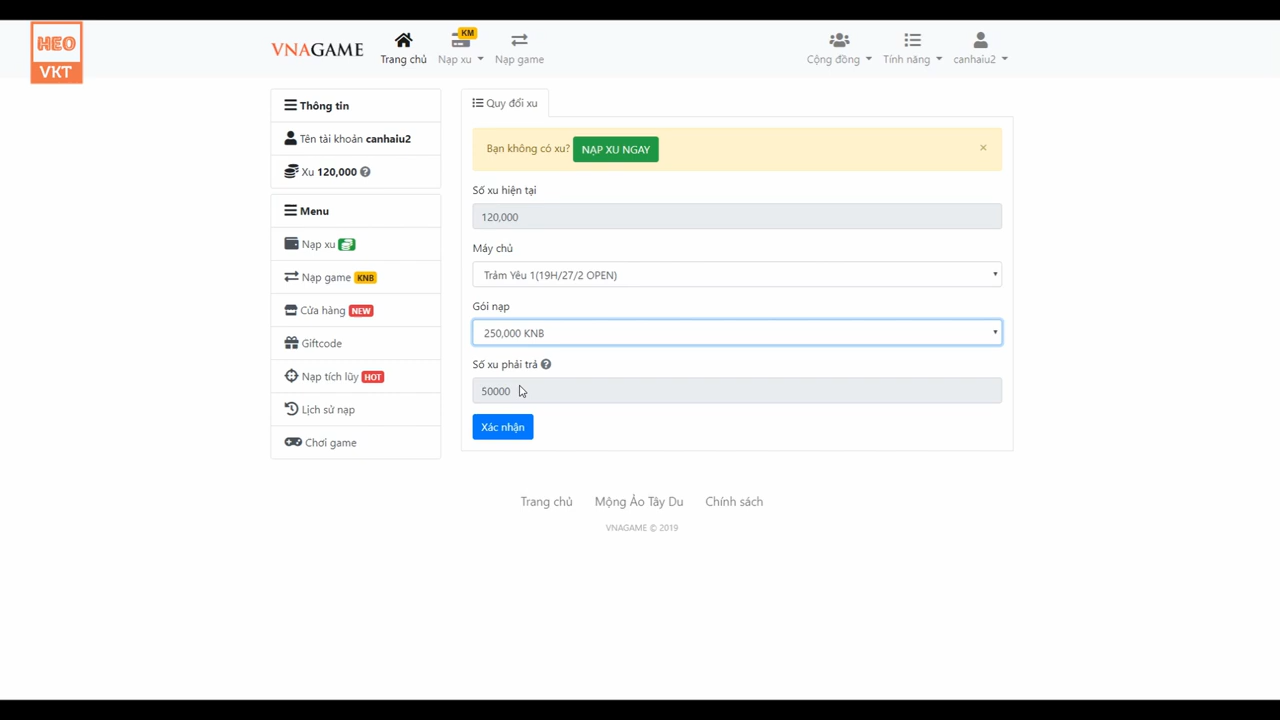 HEO
VKT
VNAGAME
Trang chủ
KM
Nạp xu
Nạp game
Cộng đồng
Tính năng
canhaiu2
Thông tin
Tên tài khoản canhaiu2
Xu 120,000
Menu
Nạp xu
Nạp game KNB
Cửa hàng NEW
Giftcode
Nạp tích lũy HOT
Lịch sử nạp
Chơi game
Quy đổi xu
Bạn không có xu? NẠP XU NGAY ×
Số xu hiện tại
120,000
Máy chủ
Trảm Yêu 1(19H/27/2 OPEN)
Gói nạp
250,000 KNB
Số xu phải trả
50000
Xác nhận
Trang chủ Mộng Ảo Tây Du Chính sách
VNAGAME © 2019